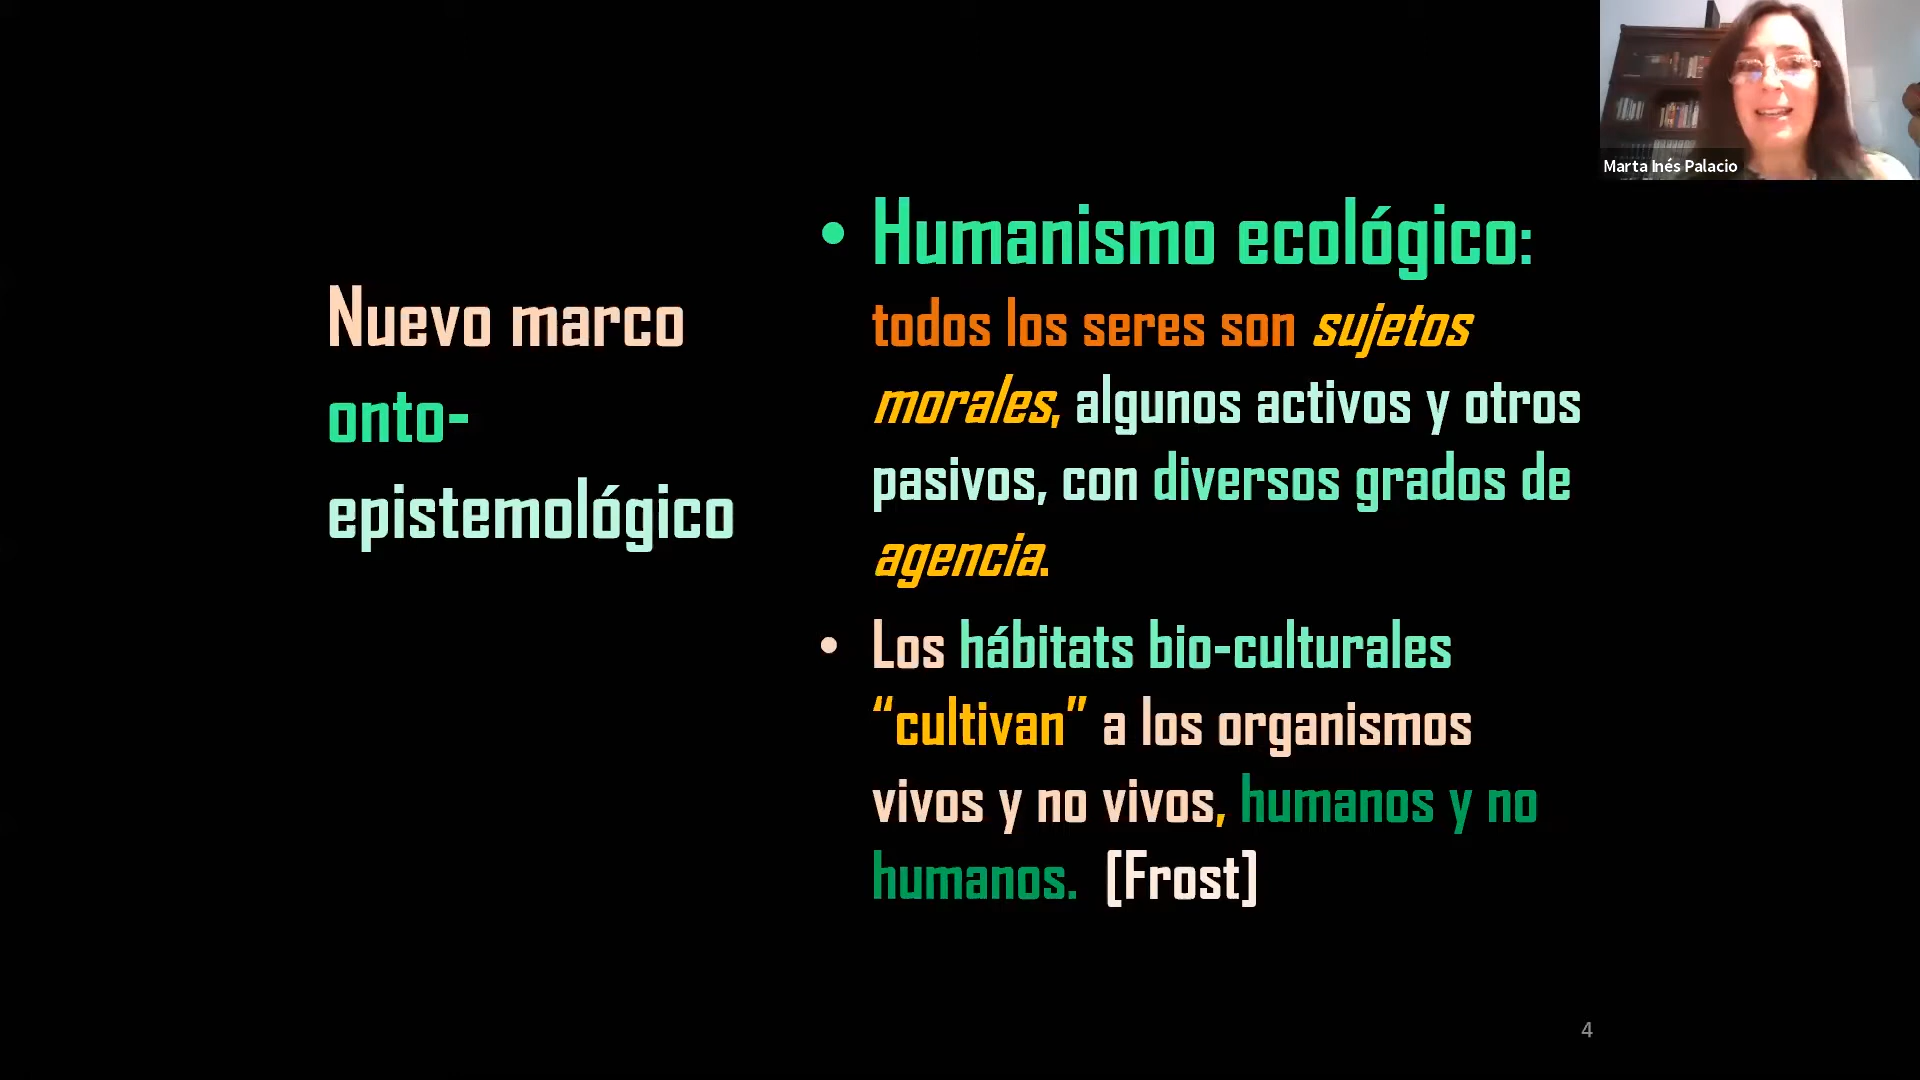 Marta Inés Palacio
Nuevo marco
onto-
epistemológico
• Humanismo ecológico:
todos los seres son sujetos
morales, algunos activos y otros
pasivos, con diversos grados de
agencia.
• Los hábitats bio-culturales
“cultivan” a los organismos
vivos y no vivos, humanos y no
humanos. [Frost]
4